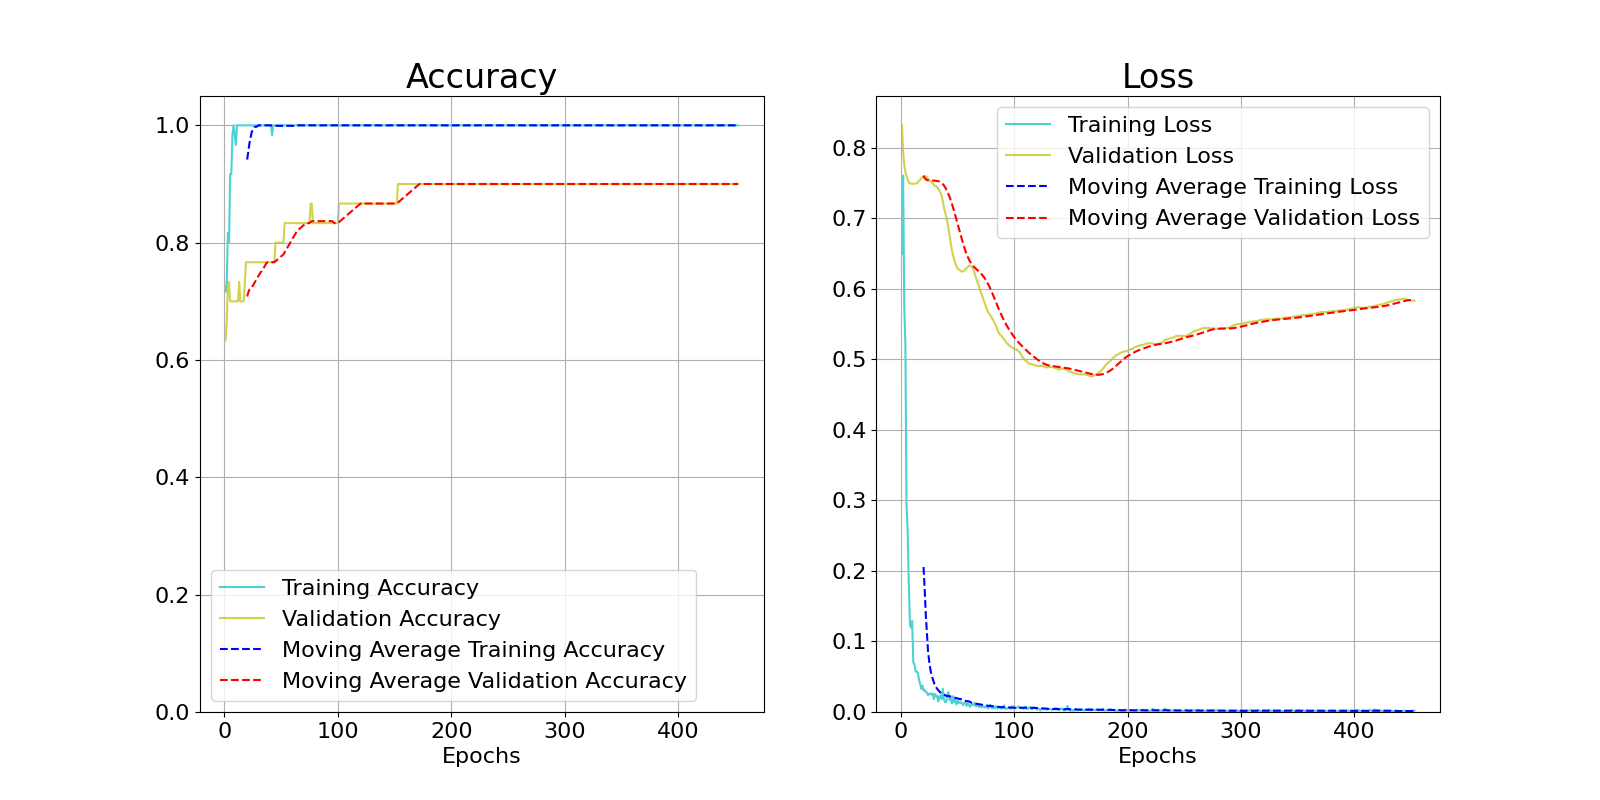 Accuracy
1.0
0.8
0.6
0.4
0.2
0.0
Training Accuracy
Validation Accuracy
Moving Average Training Accuracy
Moving Average Validation Accuracy
0 100 200 300 400
Epochs
Loss
0.8
0.7
0.6
0.5
0.4
0.3
0.2
0.1
0.0
Training Loss
Validation Loss
Moving Average Training Loss
Moving Average Validation Loss
0 100 200 300 400
Epochs